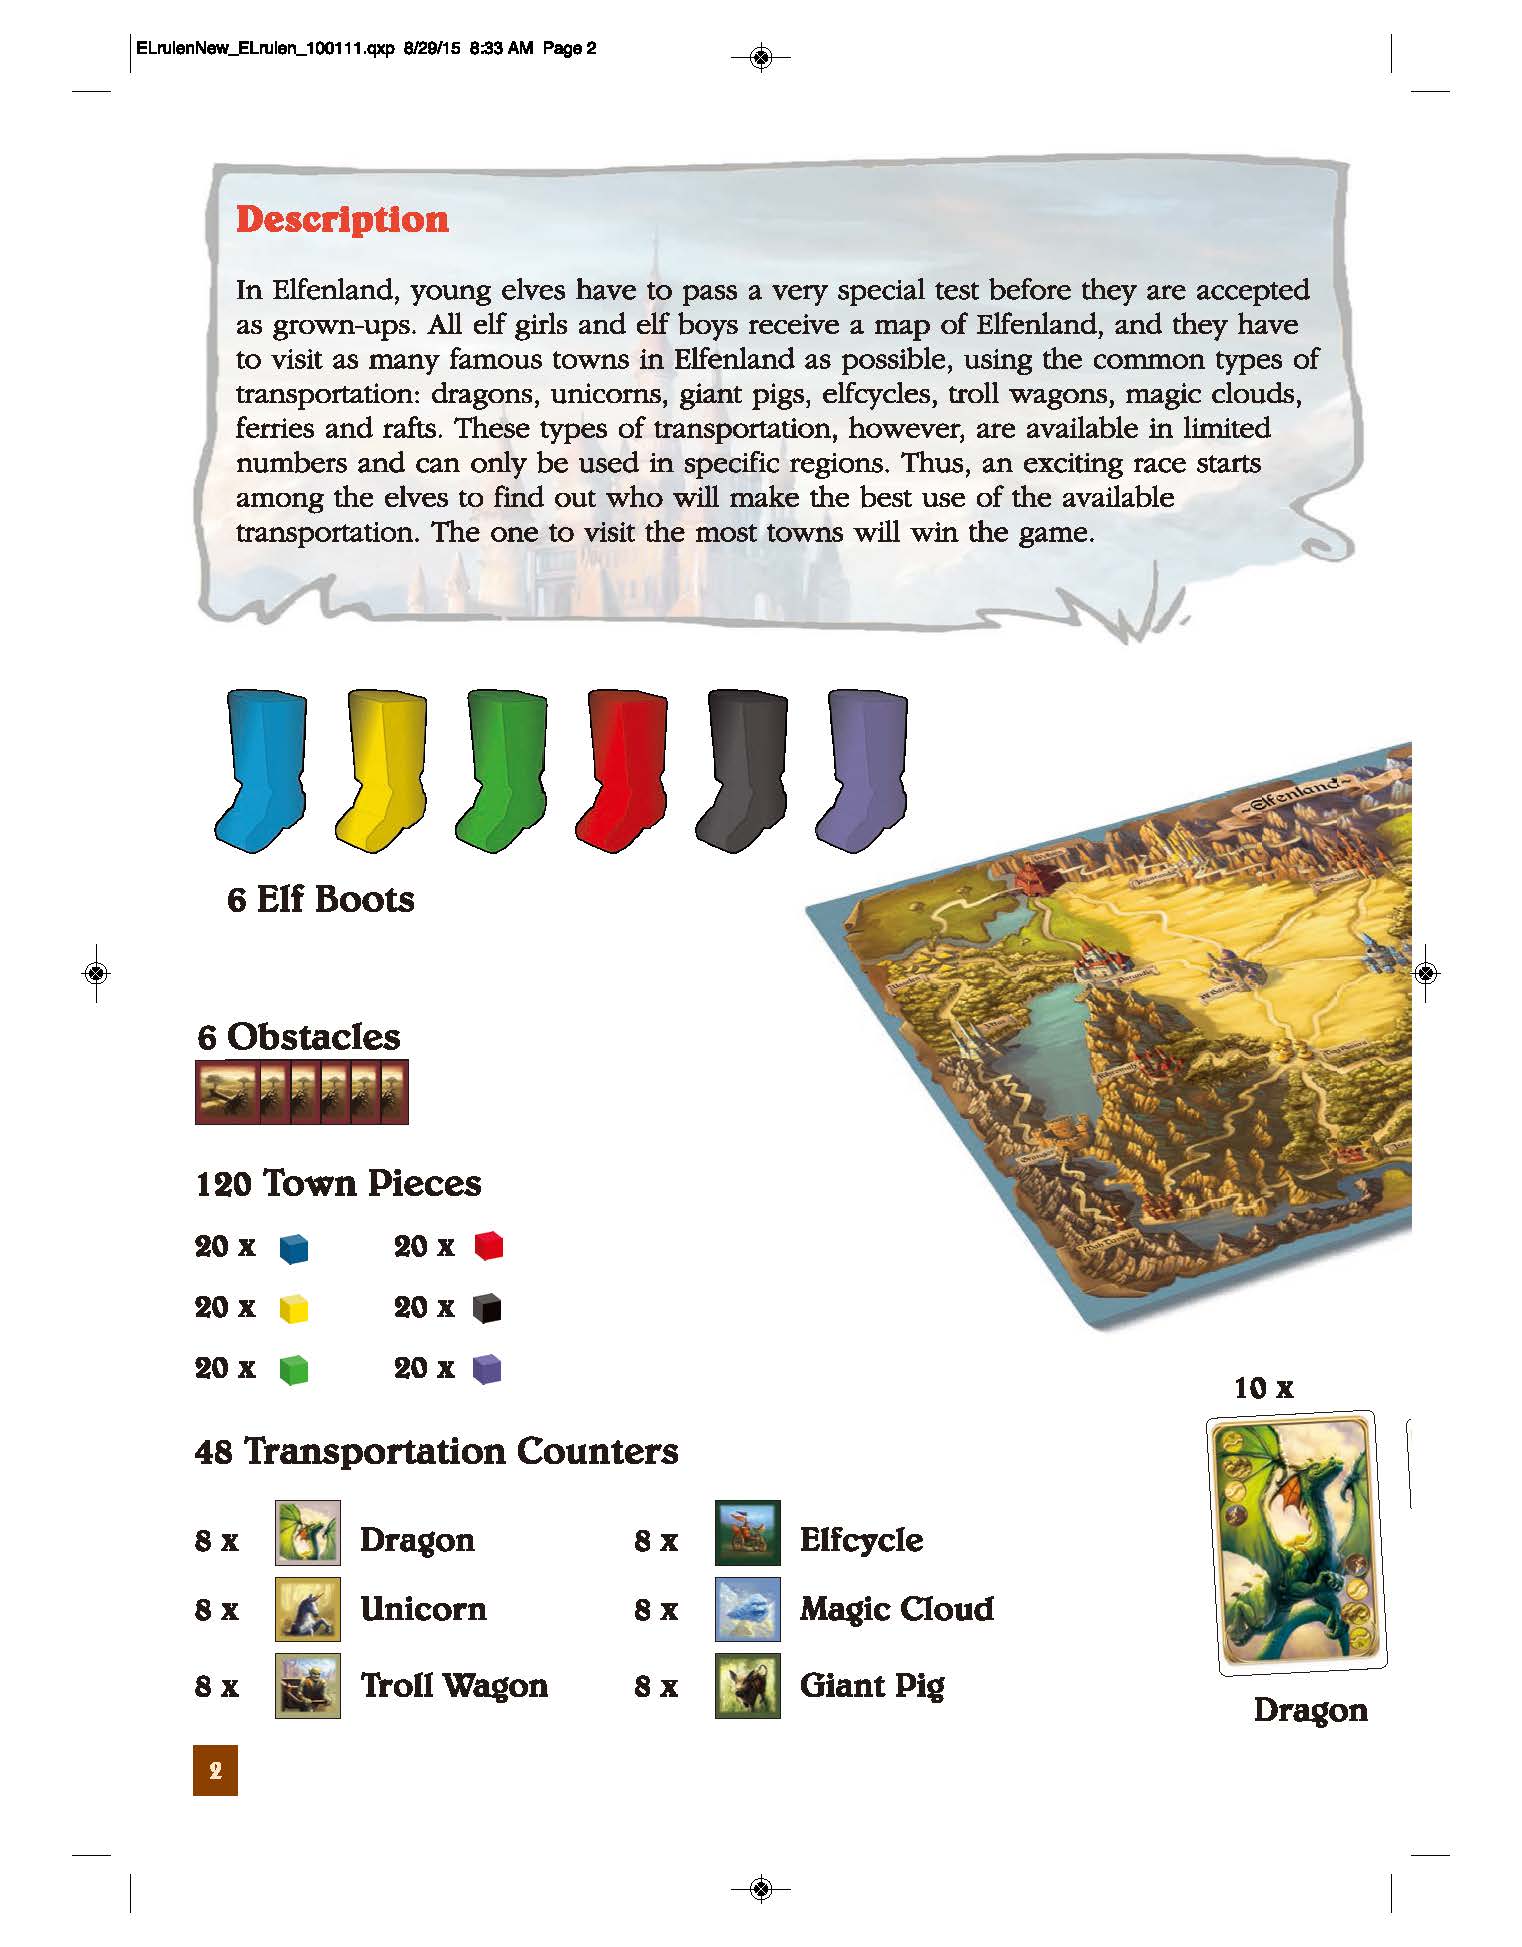 ELrulenNew_ELrulen_100111.qxp 8/29/15 8:33 AM Page 2
Description
In Elfenland, young elves have to pass a very special test before they are accepted
as grown-ups. All elf girls and elf boys receive a map of Elfenland, and they have
to visit as many famous towns in Elfenland as possible, using the common types of
transportation: dragons, unicorns, giant pigs, elfcycles, troll wagons, magic clouds,
ferries and rafts. These types of transportation, however, are available in limited
numbers and can only be used in specific regions. Thus, an exciting race starts
among the elves to find out who will make the best use of the available
transportation. The one to visit the most towns will win the game.
6 Elf Boots
~Elfenland~
6 Obstacles
120 Town Pieces
20 x 20 x
20 x 20 x
20 x 20 x
10 x
48 Transportation Counters
8 x Dragon 8 x Elfcycle
8 x Unicorn 8 x Magic Cloud
8 x Troll Wagon 8 x Giant Pig
Dragon
2